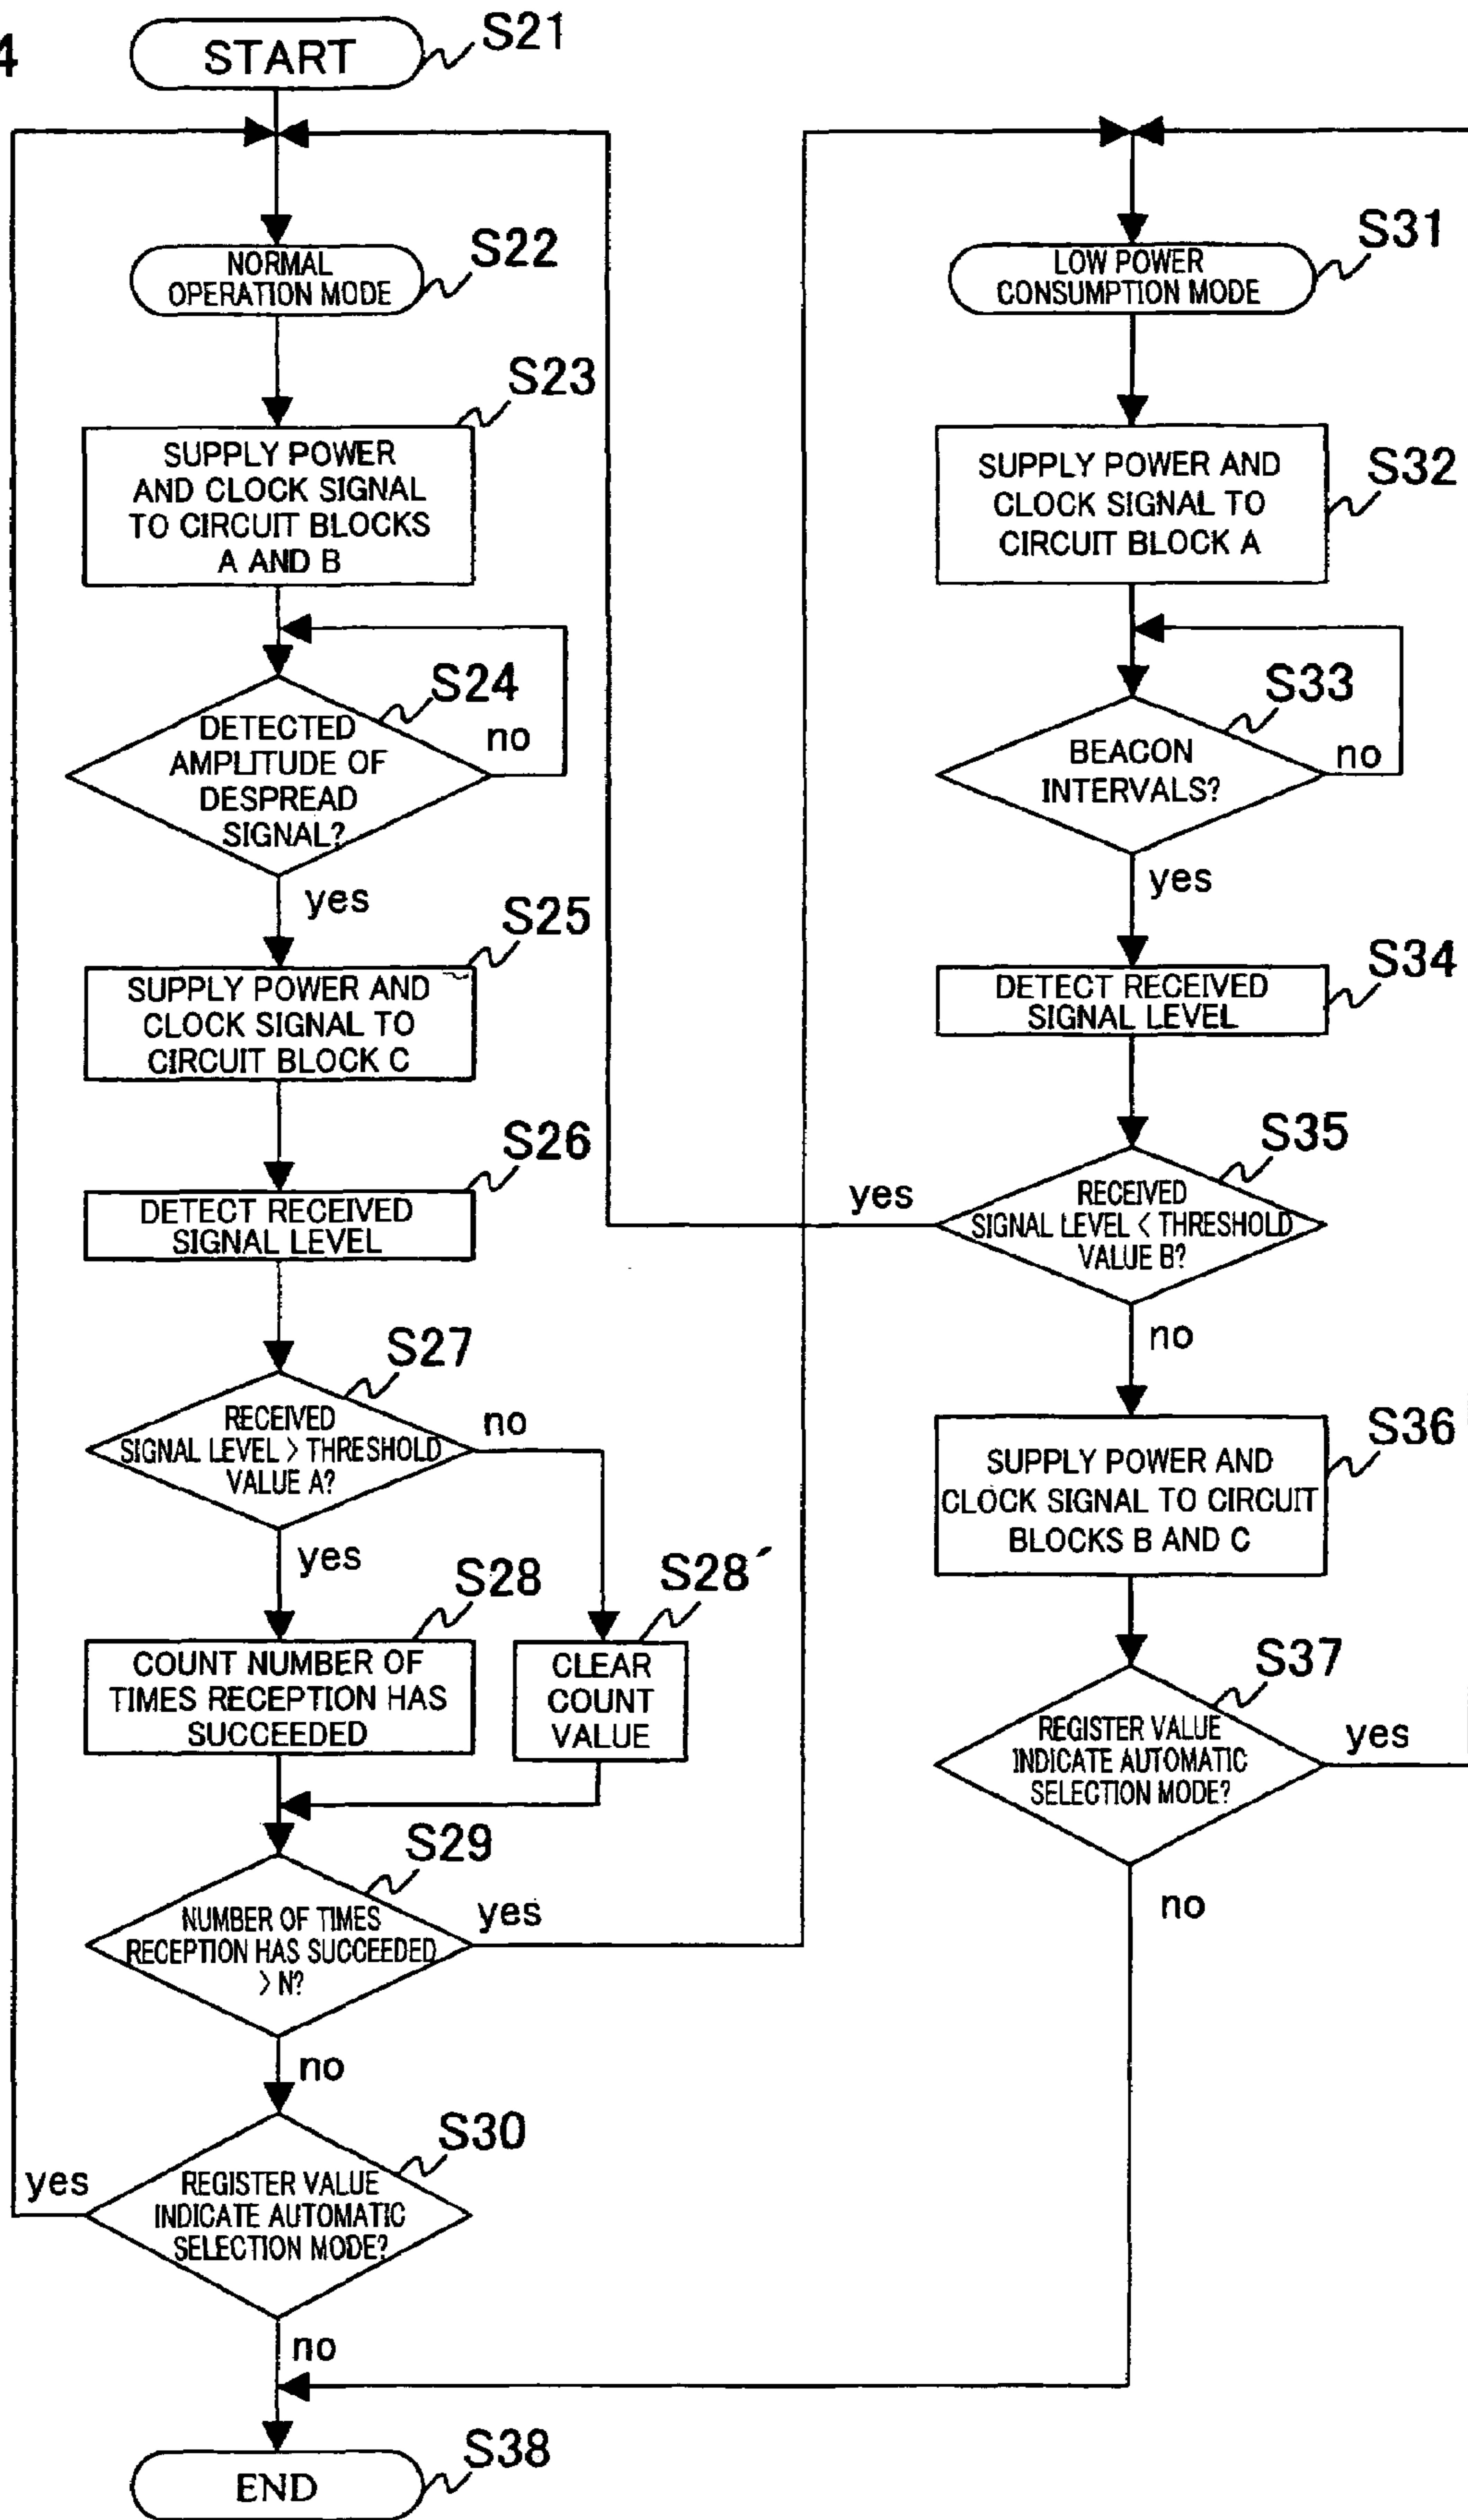 4
START
S21
NORMAL
OPERATION MODE
S22
SUPPLY POWER
AND CLOCK SIGNAL
TO CIRCUIT BLOCKS
A AND B
S23
DETECTED
AMPLITUDE OF
DESPREAD
SIGNAL?
S24
no
yes
SUPPLY POWER AND
CLOCK SIGNAL TO
CIRCUIT BLOCK C
S25
DETECT RECEIVED
SIGNAL LEVEL
S26
RECEIVED
SIGNAL LEVEL > THRESHOLD
VALUE A?
S27
no
yes
COUNT NUMBER OF
TIMES RECEPTION HAS
SUCCEEDED
S28
CLEAR
COUNT
VALUE
S28´
NUMBER OF TIMES
RECEPTION HAS SUCCEEDED
> N?
S29
yes
no
REGISTER VALUE
INDICATE AUTOMATIC
SELECTION MODE?
S30
yes
no
END
S38
LOW POWER
CONSUMPTION MODE
S31
SUPPLY POWER AND
CLOCK SIGNAL TO
CIRCUIT BLOCK A
S32
BEACON
INTERVALS?
S33
no
yes
DETECT RECEIVED
SIGNAL LEVEL
S34
RECEIVED
SIGNAL LEVEL < THRESHOLD
VALUE B?
S35
yes
no
SUPPLY POWER AND
CLOCK SIGNAL TO CIRCUIT
BLOCKS B AND C
S36
REGISTER VALUE
INDICATE AUTOMATIC
SELECTION MODE?
S37
yes
no